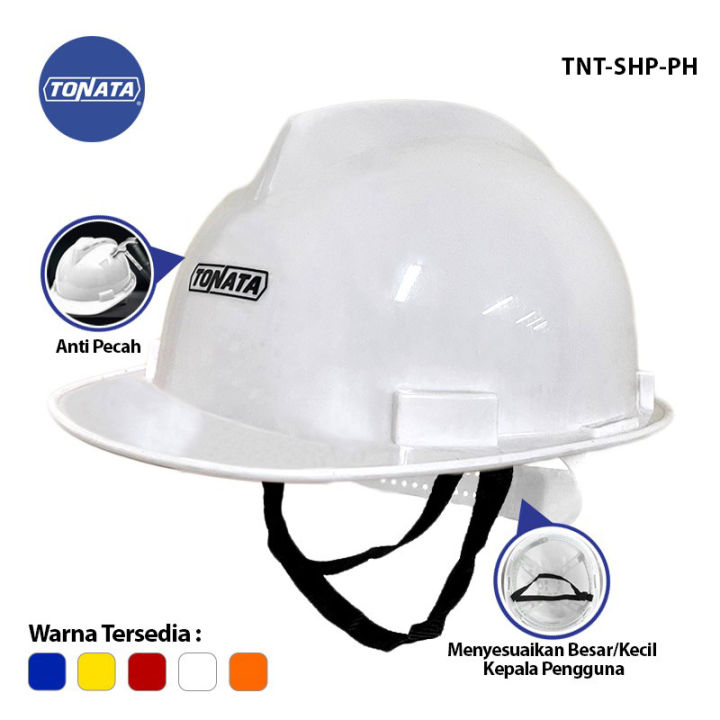 TONATA
TNT-SHP-PH
TONATA
Anti Pecah
Menyesuaikan Besar/Kecil
Kepala Pengguna
Warna Tersedia :